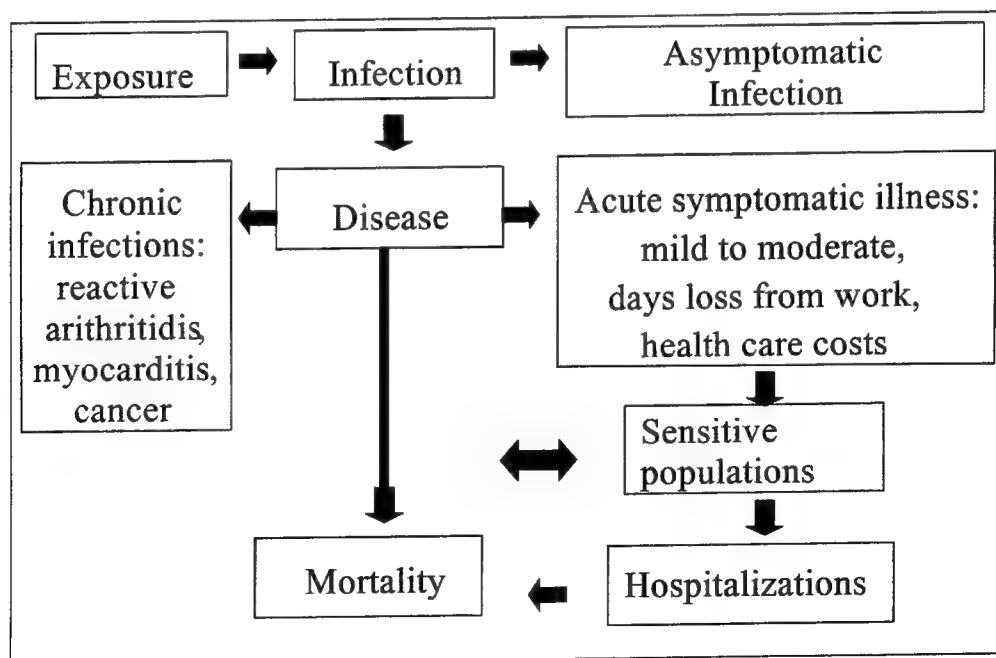 Exposure
Infection
Asymptomatic
Infection
Chronic
infections:
reactive
arithritidis,
myocarditis,
cancer
Disease
Acute symptomatic illness:
mild to moderate,
days loss from work,
health care costs
Sensitive
populations
Mortality
Hospitalizations